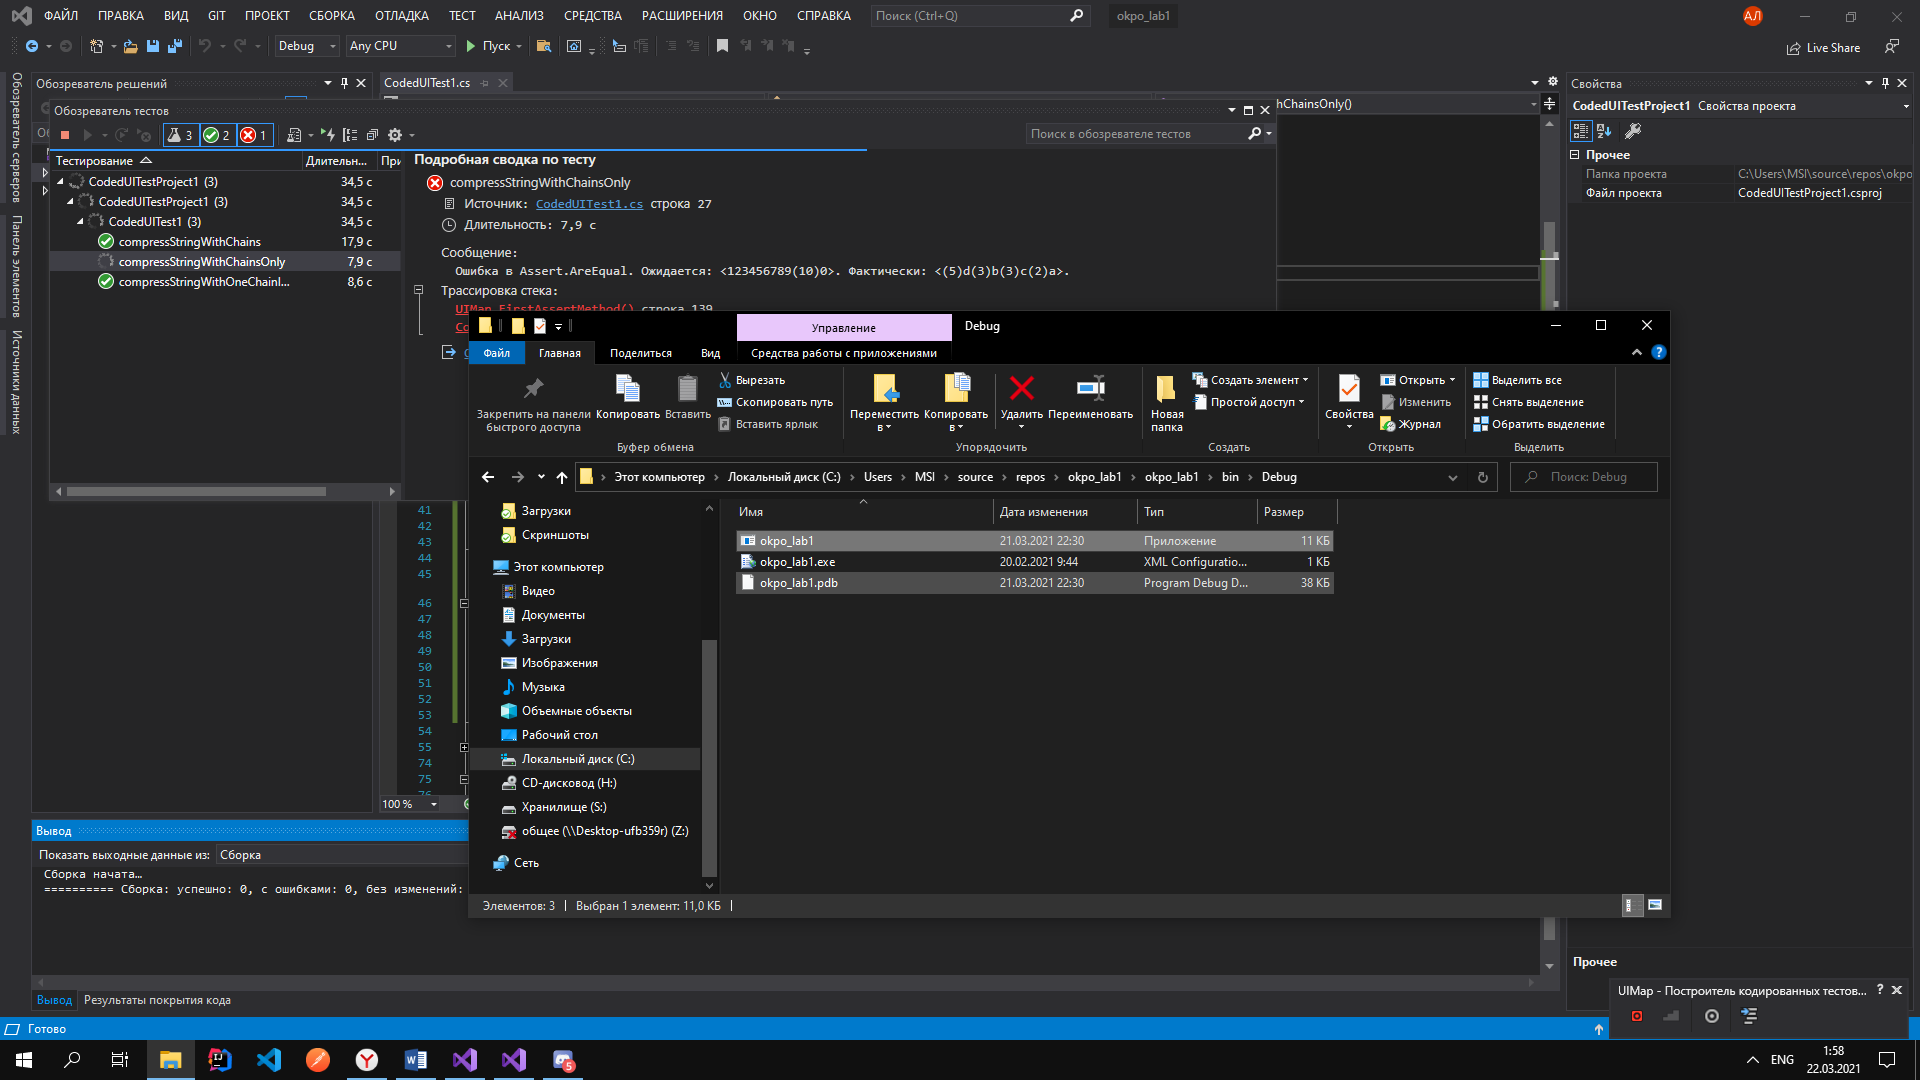 ФАЙЛ ПРАВКА ВИД GIT ПРОЕКТ СБОРКА ОТЛАДКА ТЕСТ АНАЛИЗ СРЕДСТВА РАСШИРЕНИЯ ОКНО СПРАВКА Поиск (Ctrl+Q) okpo_lab1 АЛ
Debug Any CPU Пуск Live Share
Обозреватель серверов
Панель элементов
Источники данных
Обозреватель решений
CodedUITest1.cs
hChainsOnly()
Обозреватель тестов
3 2 1
Поиск в обозревателе тестов
Тестирование Длительн... При
CodedUITestProject1 (3) 34,5 с
CodedUITestProject1 (3) 34,5 с
CodedUITest1 (3) 34,5 с
compressStringWithChains 17,9 с
compressStringWithChainsOnly 7,9 с
compressStringWithOneChainI... 8,6 с
Подробная сводка по тесту
compressStringWithChainsOnly
Источник: CodedUITest1.cs строка 27
Длительность: 7,9 с
Сообщение:
Ошибка в Assert.AreEqual. Ожидается: <123456789(10)0>. Фактически: <(5)d(3)b(3)c(2)a>.
Трассировка стека:
UIMap.FirstAssertMethod() строка 139
Свойства
CodedUITestProject1 Свойства проекта
Прочее
Папка проекта C:\Users\MSI\source\repos\okpo
Файл проекта CodedUITestProject1.csproj
Управление Debug
Файл Главная Поделиться Вид Средства работы с приложениями
Закрепить на панели быстрого доступа
Копировать
Вставить
Вырезать
Скопировать путь
Вставить ярлык
Буфер обмена
Переместить в
Копировать в
Удалить
Переименовать
Упорядочить
Новая папка
Создать элемент
Простой доступ
Создать
Свойства
Открыть
Изменить
Журнал
Открыть
Выделить все
Снять выделение
Обратить выделение
Выделить
Этот компьютер Локальный диск (C:) Users MSI source repos okpo_lab1 okpo_lab1 bin Debug
Поиск: Debug
Загрузки
Скриншоты
Этот компьютер
Видео
Документы
Загрузки
Изображения
Музыка
Объемные объекты
Рабочий стол
Локальный диск (C:)
CD-дисковод (H:)
Хранилище (S:)
общее (\\Desktop-ufb359r) (Z:)
Сеть
Имя Дата изменения Тип Размер
okpo_lab1 21.03.2021 22:30 Приложение 11 КБ
okpo_lab1.exe 20.02.2021 9:44 XML Configuratio... 1 КБ
okpo_lab1.pdb 21.03.2021 22:30 Program Debug D... 38 КБ
Элементов: 3 Выбран 1 элемент: 11,0 КБ
41
42
43
44
45
46
47
48
49
50
51
52
53
54
55
74
75
76
100 %
Вывод
Показать выходные данные из: Сборка
Сборка начата…
========== Сборка: успешно: 0, с ошибками: 0, без изменений:
Вывод Результаты покрытия кода
Прочее
UIMap - Построитель кодированных тестов... ?
Готово
5
ENG
1:58
22.03.2021